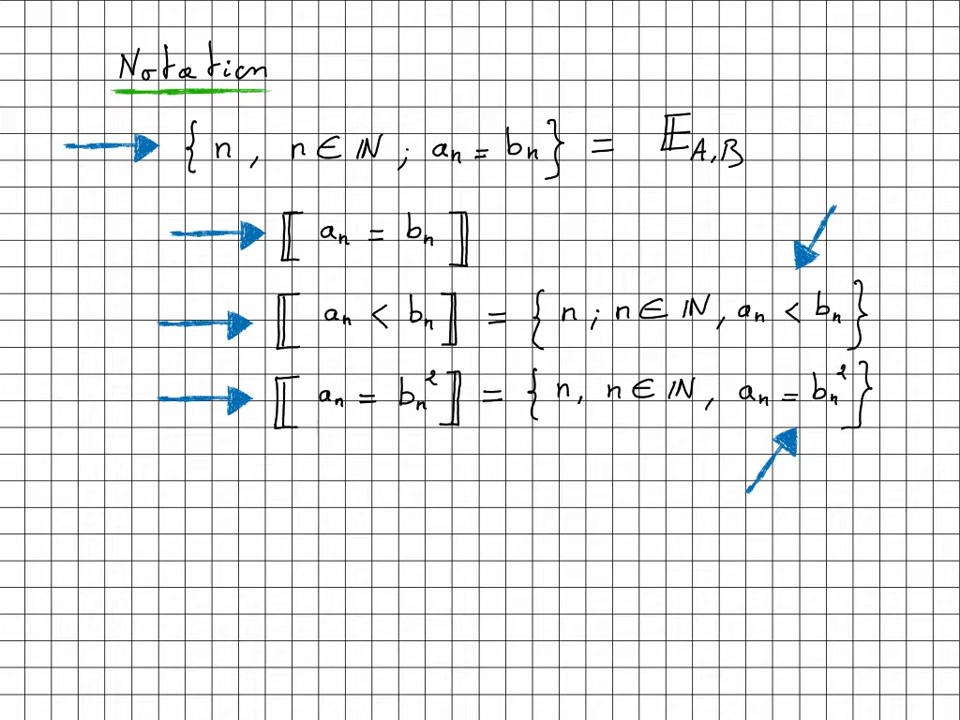 Notation
{ n , n ∈ ℕ ; aₙ = bₙ } = 𝔼_A,B
⟦ aₙ = bₙ ⟧
⟦ aₙ < bₙ ⟧ = { n ; n ∈ ℕ , aₙ < bₙ }
⟦ aₙ = bₙ² ⟧ = { n , n ∈ ℕ , aₙ = bₙ² }